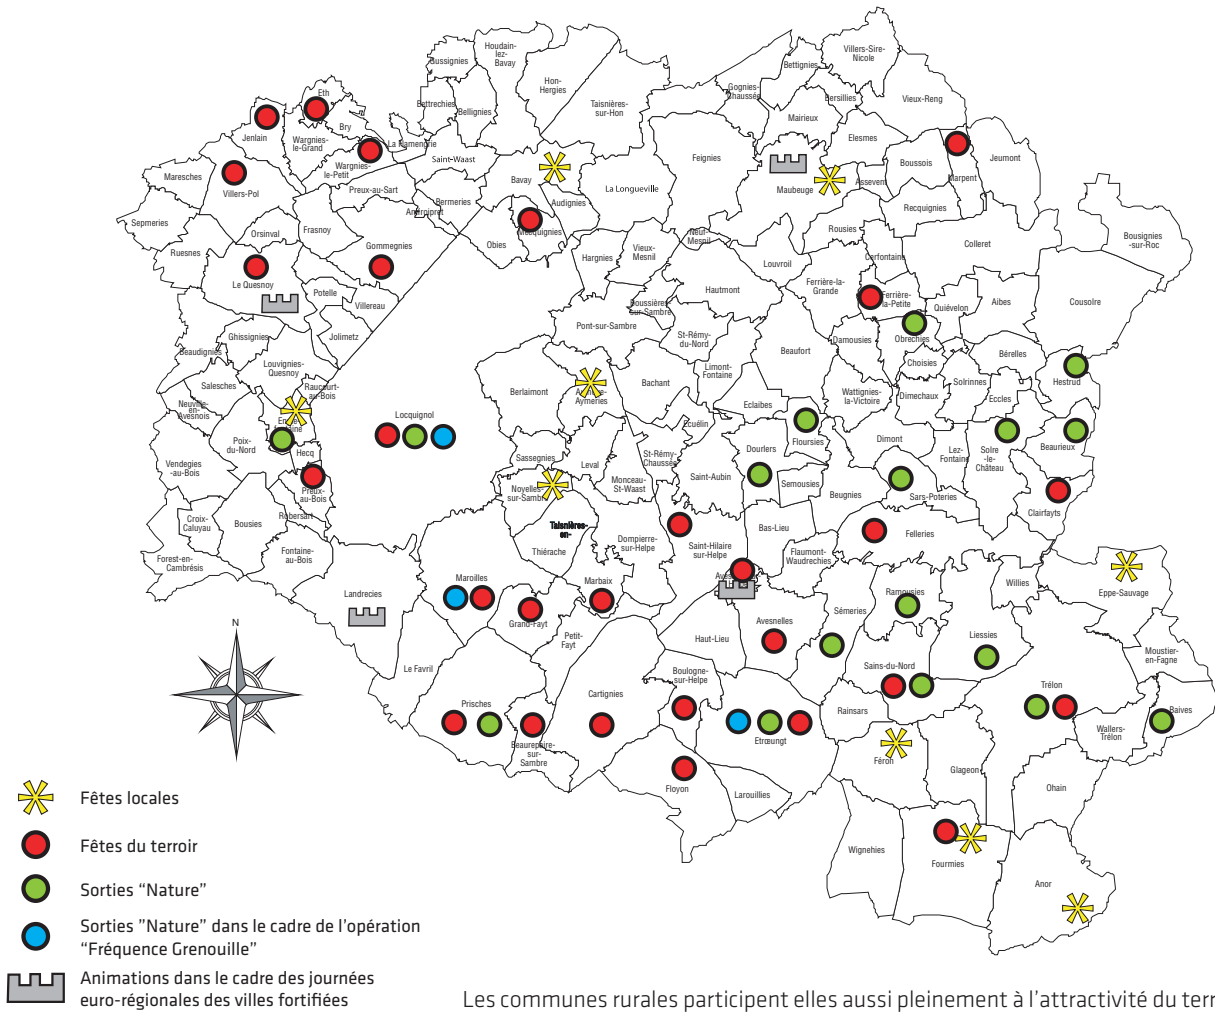 Houdain-
lez-
Bavay
Villers-Sire-
Nicole
Bussignies
Bettignies
Hon-
Hergies
Gognies-
Chaussée
Eth
Bettrechies
Bellignies
Taisnières-
sur-Hon
Bersillies
Vieux-Reng
Mairieux
Jenlain
Bry
Wargnies-
le-Grand
La Flamengrie
Elesmes
Saint-Waast
Feignies
Boussois
Jeumont
Wargnies-
le-Petit
Maresches
Villers-Pol
Bavay
La Longueville
Maubeuge
Assevent
Marpent
Preux-au-Sart
Bermeries
Audignies
Amfroipret
Recquignies
Sepmeries
Orsinval
Frasnoy
Mecquignies
Rousies
Neuf-
Mesnil
Bousignies
-sur-Roc
Ruesnes
Gommegnies
Obies
Vieux-
Mesnil
Hargnies
Colleret
Cerfontaine
Louvroil
Le Quesnoy
Potelle
Villereau
Hautmont
Ferrière-la-
Grande
Ferrière-
la-Petite
Quiévelon
Aibes
Cousolre
Boussières-
sur-Sambre
Pont-sur-Sambre
Ghissignies
Jolimetz
St-Rémy-
du-Nord
Damousies
Obrechies
Beaudignies
Beaufort
Bérelles
Louvignies-
Quesnoy
Choisies
Salesches
Raucourt-
au-Bois
Berlaimont
Aulnoye-
Aymeries
Bachant
Limont-
Fontaine
Wattignies-
la-Victoire
Dimechaux
Solrinnes
Hestrud
Eccles
Neuville-
en-
Avesnois
Eclaibes
Locquignol
Englefontaine
Ecuélin
Poix-
du-Nord
Hecq
Floursies
Dourlers
Dimont
Lez-
Fontaine
Solre
-le-
Château
Beaurieux
Sassegnies
Leval
St-Rémy-
Chaussée
Vendegies
-au-Bois
Saint-Aubin
Monceau-
St-Waast
Semousies
Noyelles-
sur-Sambre
Preux-
au-Bois
Beugnies
Sars-Poteries
Clairfayts
Robersart
Croix-
Caluyau
Bousies
Taisnières-
en-
Thiérache
Bas-Lieu
Felleries
Dompierre-
sur-Helpe
Saint-Hilaire
-sur-Helpe
Fontaine-
au-Bois
Flaumont-
Waudrechies
Forest-en-
Cambrésis
Maroilles
Marbaix
Willies
Landrecies
Ramousies
Eppe-Sauvage
Grand-Fayt
Sémeries
Avesnelles
Petit-
Fayt
Haut-Lieu
Liessies
N
Moustier-
en-Fagne
Le Favril
Sains-du-Nord
Boulogne-
sur-Helpe
Trélon
Cartignies
Prisches
Rainsars
Baives
Wallers-
Trélon
Etrœungt
Beaurepaire-
sur-
Sambre
Féron
Glageon
Floyon
Larouillies
Ohain
Wignehies
Fourmies
Anor
Fêtes locales
Fêtes du terroir
Sorties “Nature”
Sorties ”Nature” dans le cadre de l’opération
“Fréquence Grenouille”
Animations dans le cadre des journées
euro-régionales des villes fortifiées
Les communes rurales participent elles aussi pleinement à l’attractivité du terr